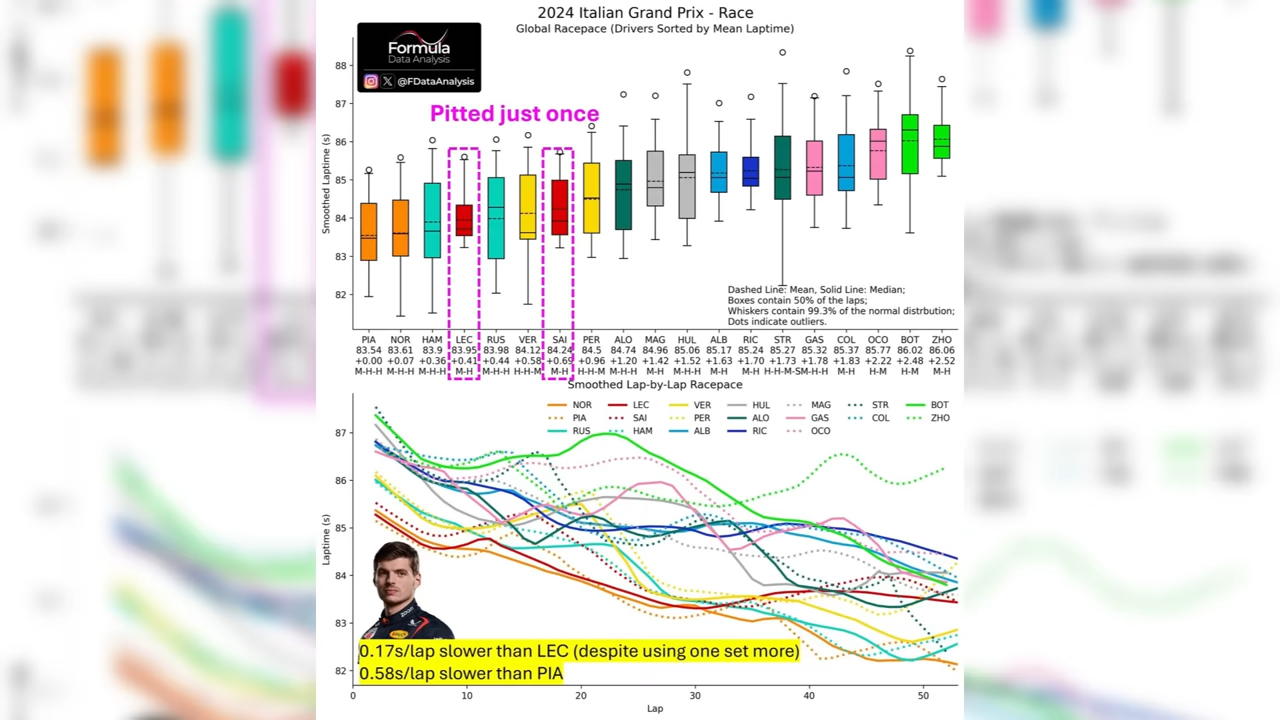 2024 Italian Grand Prix - Race
Global Racepace (Drivers Sorted by Mean Laptime)
Formula
Data Analysis
@FDataAnalysis
Pitted just once
Smoothed Laptime (s)
88
87
86
85
84
83
82
Dashed Line: Mean, Solid Line: Median;
Boxes contain 50% of the laps;
Whiskers contain 99.3% of the normal distribution;
Dots indicate outliers.
PIA NOR HAM LEC RUS VER SAI PER ALO MAG HUL ALB RIC STR GAS COL OCO BOT ZHO
83.54 83.61 83.9 83.95 83.98 84.12 84.24 84.5 84.74 84.96 85.06 85.17 85.24 85.27 85.32 85.37 85.77 86.02 86.06
+0.00 +0.07 +0.36 +0.41 +0.44 +0.58 +0.69 +0.96 +1.20 +1.42 +1.52 +1.63 +1.70 +1.73 +1.78 +1.83 +2.22 +2.48 +2.52
M-H-H M-H-H M-H-H M-H M-H-H H-H-M M-H H-H-M M-H-H M-H M-H-H M-H M-H H-H-M-S M-H-H M-H H-M M-H M-H
Smoothed Lap-by-Lap Racepace
NOR LEC VER HUL MAG STR BOT
PIA SAI PER ALO GAS COL ZHO
RUS HAM ALB RIC OCO
Laptime (s)
87
86
85
84
83
82
0.17s/lap slower than LEC (despite using one set more)
0.58s/lap slower than PIA
0 10 20 30 40 50
Lap